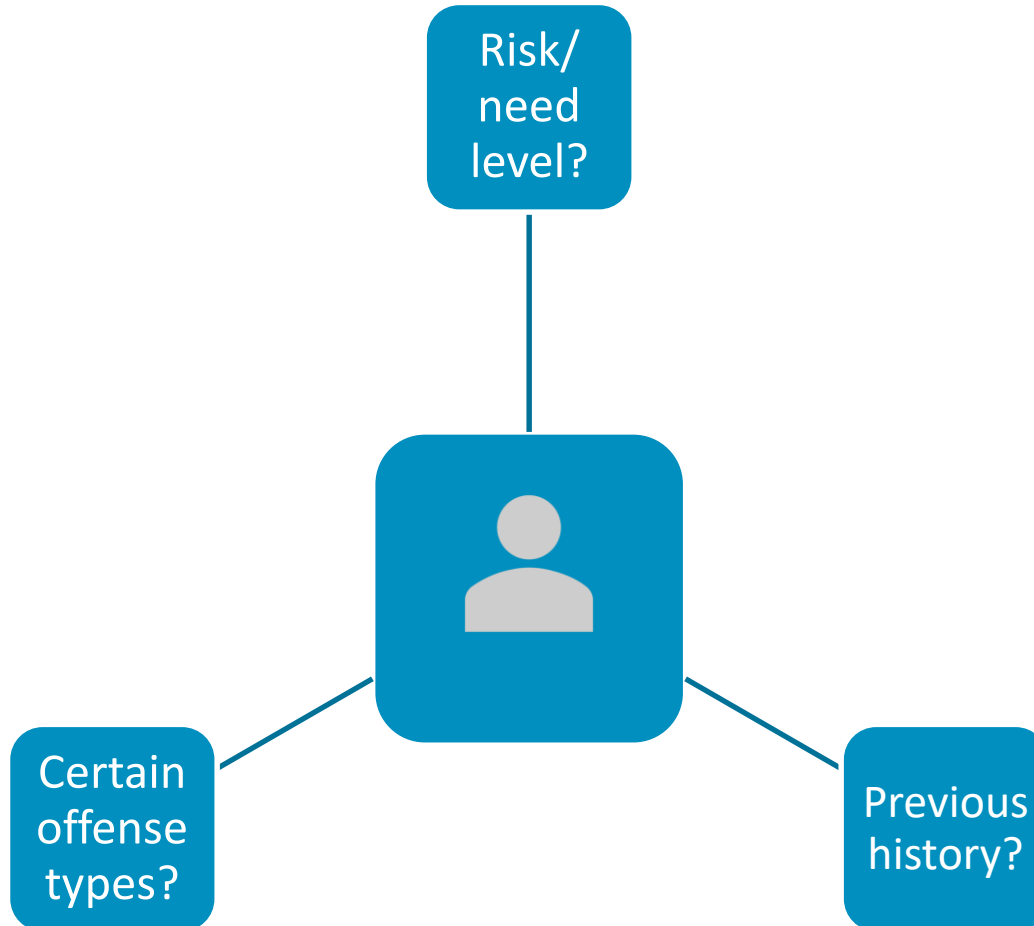 Risk/
need
level?
Certain
offense
types?
Previous
history?